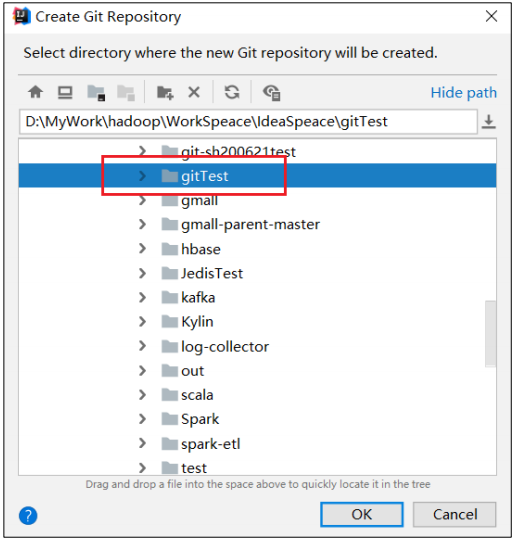 Create Git Repository
Select directory where the new Git repository will be created.
Hide path
D:\MyWork\hadoop\WorkSpeace\IdeaSpeace\gitTest
git-sh200621test
gitTest
gmall
gmall-parent-master
hbase
JedisTest
kafka
Kylin
log-collector
out
scala
Spark
spark-etl
test
Drag and drop a file into the space above to quickly locate it in the tree
?
OK
Cancel